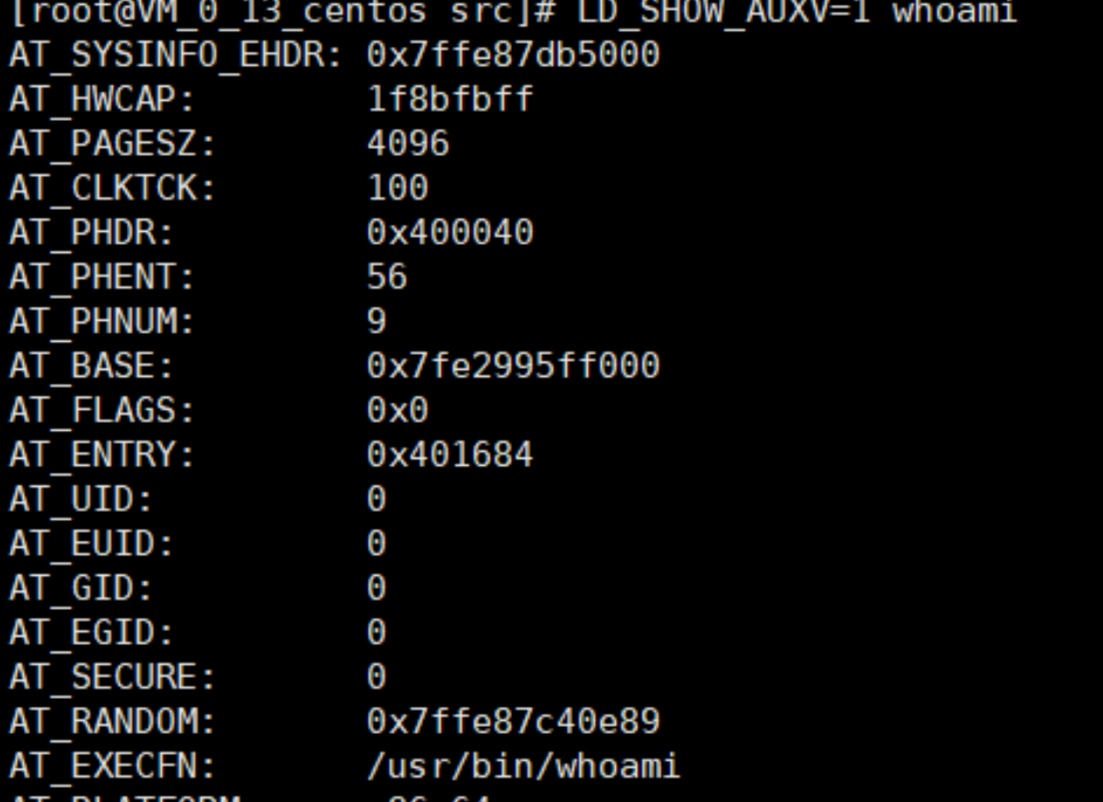 [root@VM_0_13_centos src]# LD_SHOW_AUXV=1 whoami
AT_SYSINFO_EHDR: 0x7ffe87db5000
AT_HWCAP: 1f8bfbff
AT_PAGESZ: 4096
AT_CLKTCK: 100
AT_PHDR: 0x400040
AT_PHENT: 56
AT_PHNUM: 9
AT_BASE: 0x7fe2995ff000
AT_FLAGS: 0x0
AT_ENTRY: 0x401684
AT_UID: 0
AT_EUID: 0
AT_GID: 0
AT_EGID: 0
AT_SECURE: 0
AT_RANDOM: 0x7ffe87c40e89
AT_EXECFN: /usr/bin/whoami